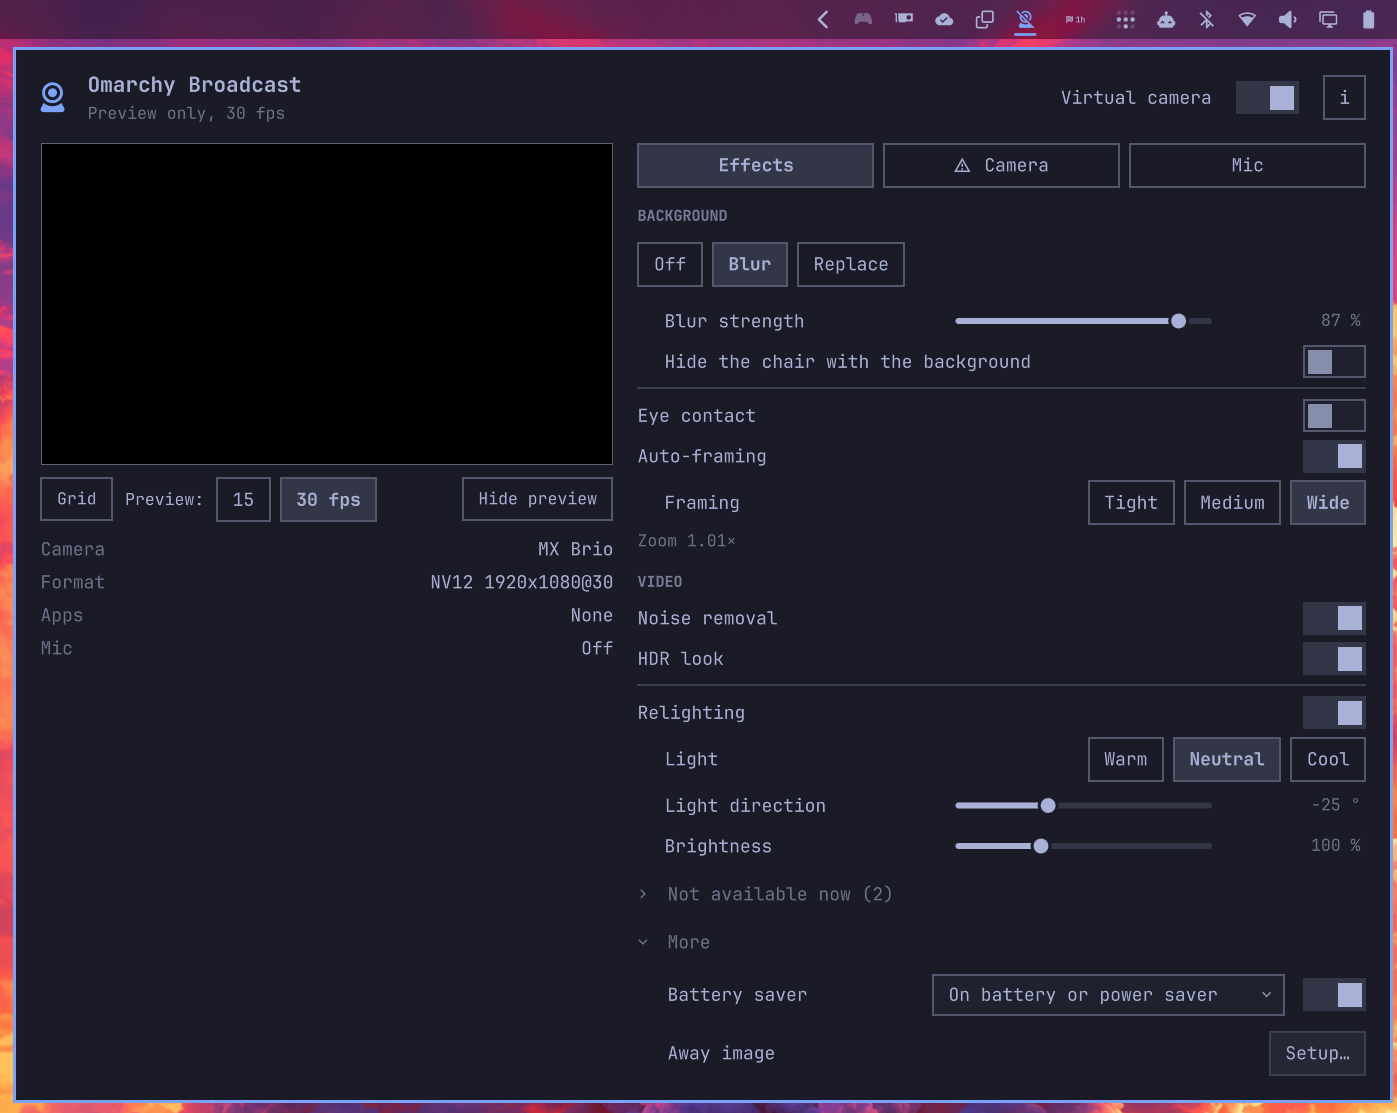 1h
Omarchy Broadcast
Preview only, 30 fps
Virtual camera
i
Effects
Camera
Mic
BACKGROUND
Off
Blur
Replace
Blur strength
87 %
Hide the chair with the background
Eye contact
Auto-framing
Framing
Tight
Medium
Wide
Zoom 1.01×
VIDEO
Noise removal
HDR look
Relighting
Light
Warm
Neutral
Cool
Light direction
-25 °
Brightness
100 %
Not available now (2)
More
Battery saver
On battery or power saver
Away image
Setup…
Grid
Preview:
15
30 fps
Hide preview
Camera
MX Brio
Format
NV12 1920x1080@30
Apps
None
Mic
Off